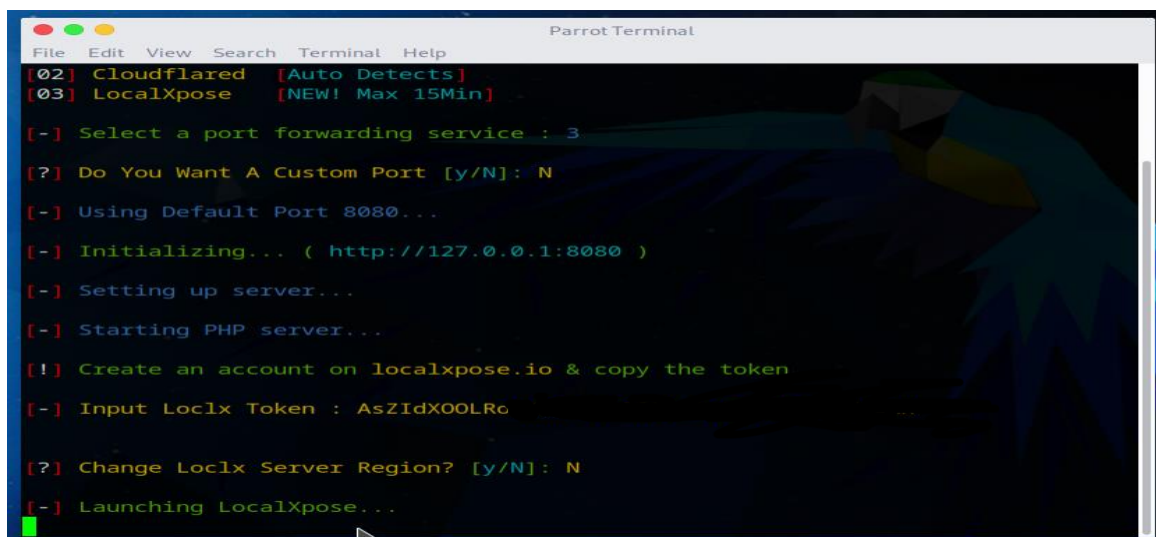 Parrot Terminal
File Edit View Search Terminal Help
[02] Cloudflared [Auto Detects]
[03] LocalXpose [NEW! Max 15Min]
[-] Select a port forwarding service : 3
[?] Do You Want A Custom Port [y/N]: N
[-] Using Default Port 8080...
[-] Initializing... ( http://127.0.0.1:8080 )
[-] Setting up server...
[-] Starting PHP server...
[!] Create an account on localxpose.io & copy the token
[-] Input Loclx Token :
[?] Change Loclx Server Region? [y/N]: N
[-] Launching LocalXpose...